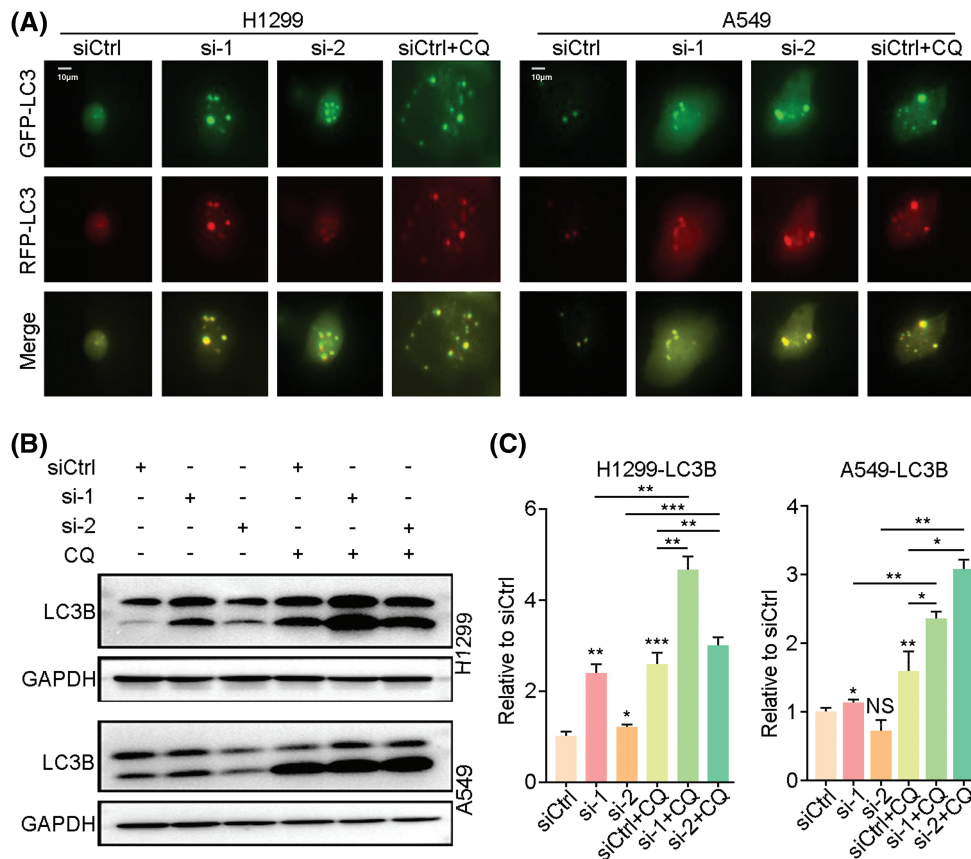 (A)
H1299
A549
siCtrl si-1 si-2 siCtrl+CQ siCtrl si-1 si-2 siCtrl+CQ
10μm 10μm
GFP-LC3
RFP-LC3
Merge
(B)
siCtrl + - - + - -
si-1 - + - - + -
si-2 - - + - - +
CQ - - - + + +
LC3B
GAPDH
H1299
LC3B
GAPDH
A549
(C)
H1299-LC3B
Relative to siCtrl
6
4
2
0
**
***
**
**
** * ***
siCtrl si-1 si-2 siCtrl+CQ si-1+CQ si-2+CQ
A549-LC3B
Relative to siCtrl
4
3
2
1
0
**
*
**
*
* NS **
siCtrl si-1 si-2 siCtrl+CQ si-1+CQ si-2+CQ